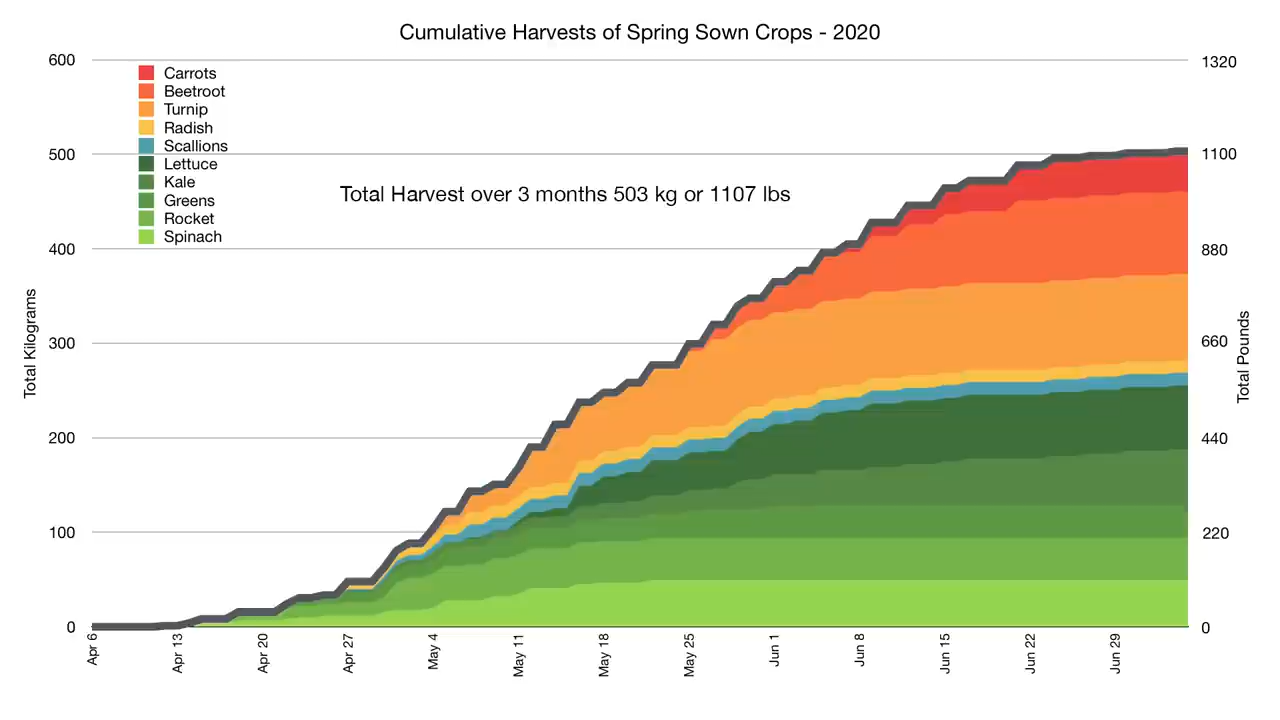 Cumulative Harvests of Spring Sown Crops - 2020
600
500
400
300
200
100
0
Total Kilograms
Carrots
Beetroot
Turnip
Radish
Scallions
Lettuce
Kale
Greens
Rocket
Spinach
Total Harvest over 3 months 503 kg or 1107 lbs
1320
1100
880
660
440
220
0
Total Pounds
Apr 6
Apr 13
Apr 20
Apr 27
May 4
May 11
May 18
May 25
Jun 1
Jun 8
Jun 15
Jun 22
Jun 29